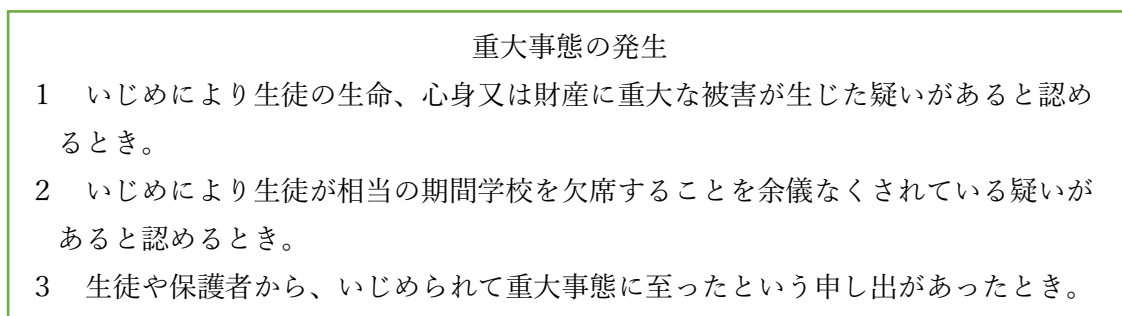 重大事態の発生
1 いじめにより生徒の生命、心身又は財産に重大な被害が生じた疑いがあると認め
るとき。
2 いじめにより生徒が相当の期間学校を欠席することを余儀なくされている疑いが
あると認めるとき。
3 生徒や保護者から、いじめられて重大事態に至ったという申し出があったとき。